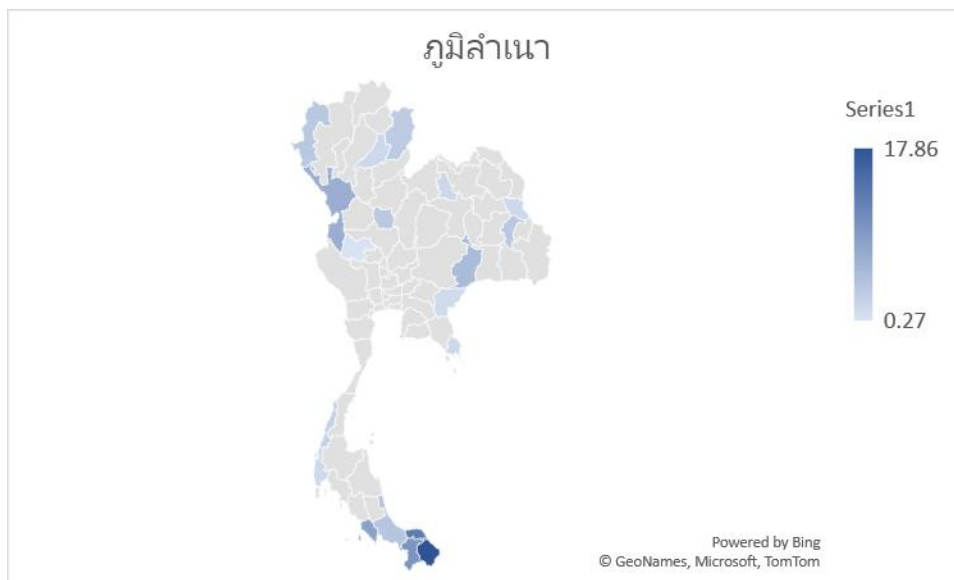 ภูมิลำเนา
Series1
17.86
0.27
Powered by Bing
© GeoNames, Microsoft, TomTom